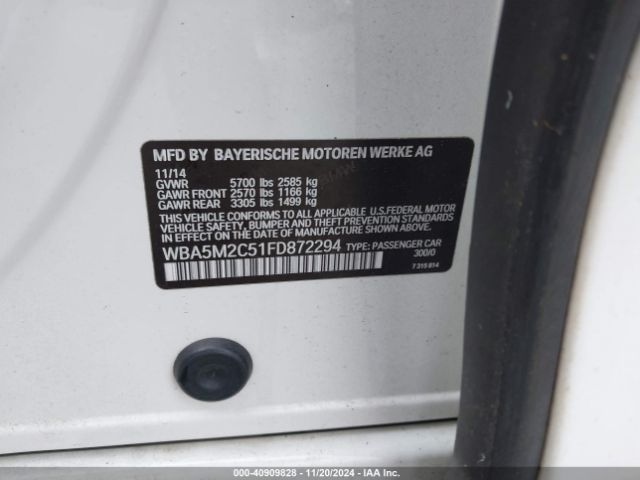 MFD BY BAYERISCHE MOTOREN WERKE AG
11/14
GVWR 5700 lbs 2585 kg
GAWR FRONT 2570 lbs 1166 kg
GAWR REAR 3305 lbs 1499 kg
THIS VEHICLE CONFORMS TO ALL APPLICABLE U.S.FEDERAL MOTOR
VEHICLE SAFETY, BUMPER AND THEFT PREVENTION STANDARDS
IN EFFECT ON THE DATE OF MANUFACTURE SHOWN ABOVE.
WBA5M2C51FD872294 TYPE: PASSENGER CAR
300/0
7 315 814
000-40909828 - 11/20/2024 - IAA Inc.